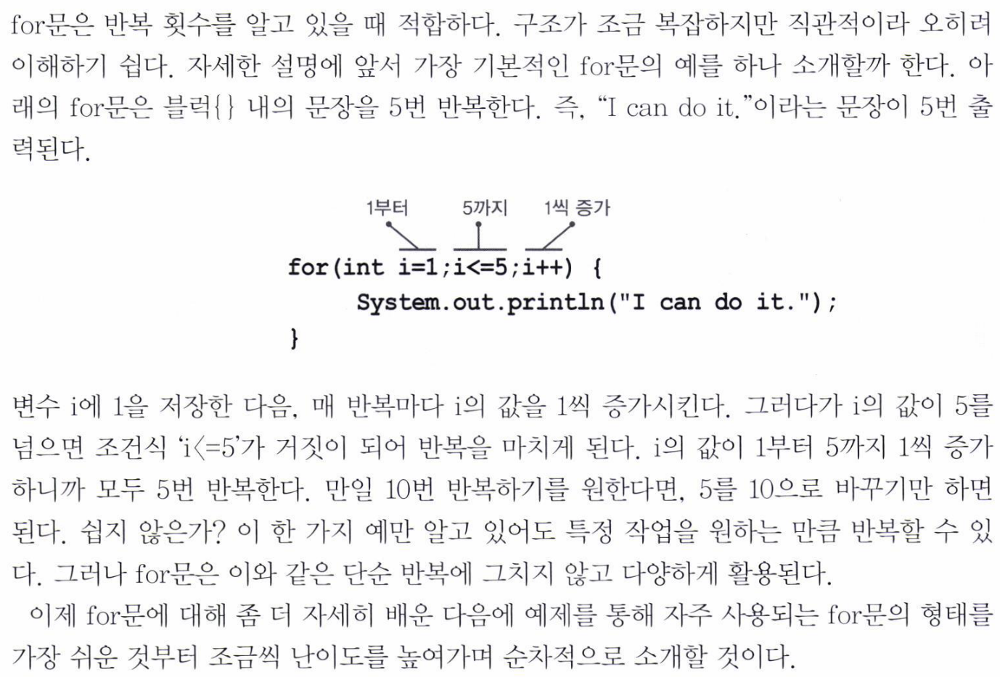 for문은 반복 횟수를 알고 있을 때 적합하다. 구조가 조금 복잡하지만 직관적이라 오히려
이해하기 쉽다. 자세한 설명에 앞서 가장 기본적인 for문의 예를 하나 소개할까 한다. 아
래의 for문은 블럭{} 내의 문장을 5번 반복한다. 즉, “I can do it.”이라는 문장이 5번 출
력된다.
1부터 5까지 1씩 증가
for(int i=1;i<=5;i++) {
System.out.println("I can do it.");
}
변수 i에 1을 저장한 다음, 매 반복마다 i의 값을 1씩 증가시킨다. 그러다가 i의 값이 5를
넘으면 조건식 ‘i<=5’가 거짓이 되어 반복을 마치게 된다. i의 값이 1부터 5까지 1씩 증가
하니까 모두 5번 반복한다. 만일 10번 반복하기를 원한다면, 5를 10으로 바꾸기만 하면
된다. 쉽지 않은가? 이 한 가지 예만 알고 있어도 특정 작업을 원하는 만큼 반복할 수 있
다. 그러나 for문은 이와 같은 단순 반복에 그치지 않고 다양하게 활용된다.
이제 for문에 대해 좀 더 자세히 배운 다음에 예제를 통해 자주 사용되는 for문의 형태를
가장 쉬운 것부터 조금씩 난이도를 높여가며 순차적으로 소개할 것이다.